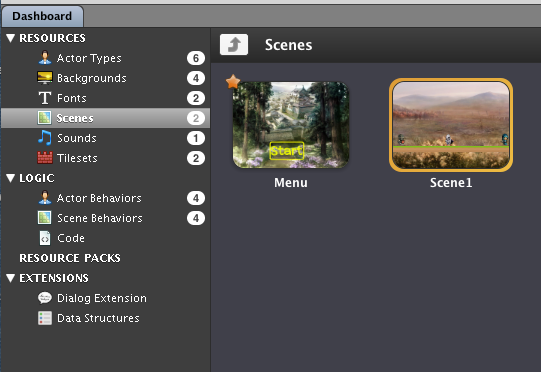 Dashboard
RESOURCES
Actor Types 6
Backgrounds 4
Fonts 2
Scenes 2
Sounds 1
Tilesets 2
LOGIC
Actor Behaviors 4
Scene Behaviors 4
Code
RESOURCE PACKS
EXTENSIONS
Dialog Extension
Data Structures
Scenes
Start
Menu
Scene1